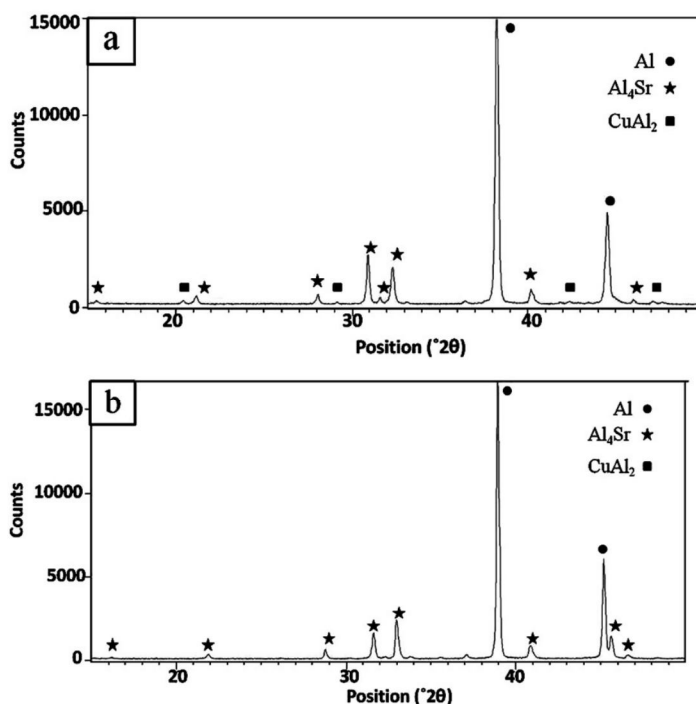 a
15000
10000
5000
0
Counts
Al ●
Al₄Sr ★
CuAl₂ ■
20 30 40
Position (˚2θ)
b
15000
10000
5000
0
Counts
Al ●
Al₄Sr ★
CuAl₂ ■
20 30 40
Position (˚2θ)